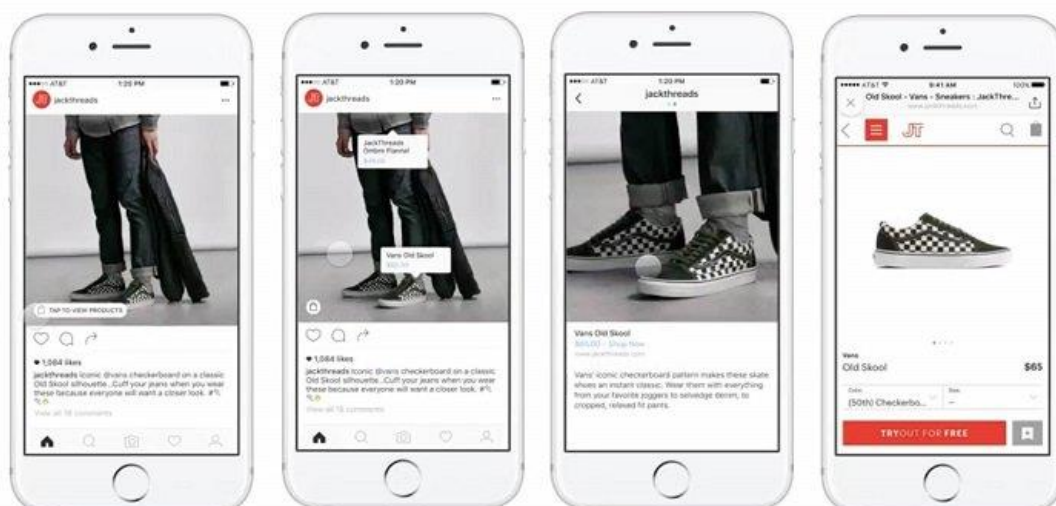 AT&T 1:20 PM
jackthreads
TAP TO VIEW PRODUCTS
1,084 likes
jackthreads Iconic @vans checkerboard on a classic
Old Skool silhouette...Cuff your jeans when you wear
these because everyone will want a closer look.
View all 18 comments
AT&T 1:20 PM
jackthreads
JackThreads
Ombre Flannel
Vans Old Skool
1,084 likes
jackthreads Iconic @vans checkerboard on a classic
Old Skool silhouette...Cuff your jeans when you wear
these because everyone will want a closer look.
View all 18 comments
AT&T 1:20 PM
jackthreads
Vans Old Skool
$65.00 - Shop Now
www.jackthreads.com
Vans' iconic checkerboard pattern makes these skate
shoes an instant classic. Wear them with everything
from your favorite joggers to selvedge denim, to
cropped, relaxed fit pants.
AT&T 9:41 AM 100%
Old Skool - Vans - Sneakers : JackThre...
www.jackthreads.com
JT
Vans
Old Skool $65
Color: Size:
(50th) Checkerbo... --
TRYOUT FOR FREE